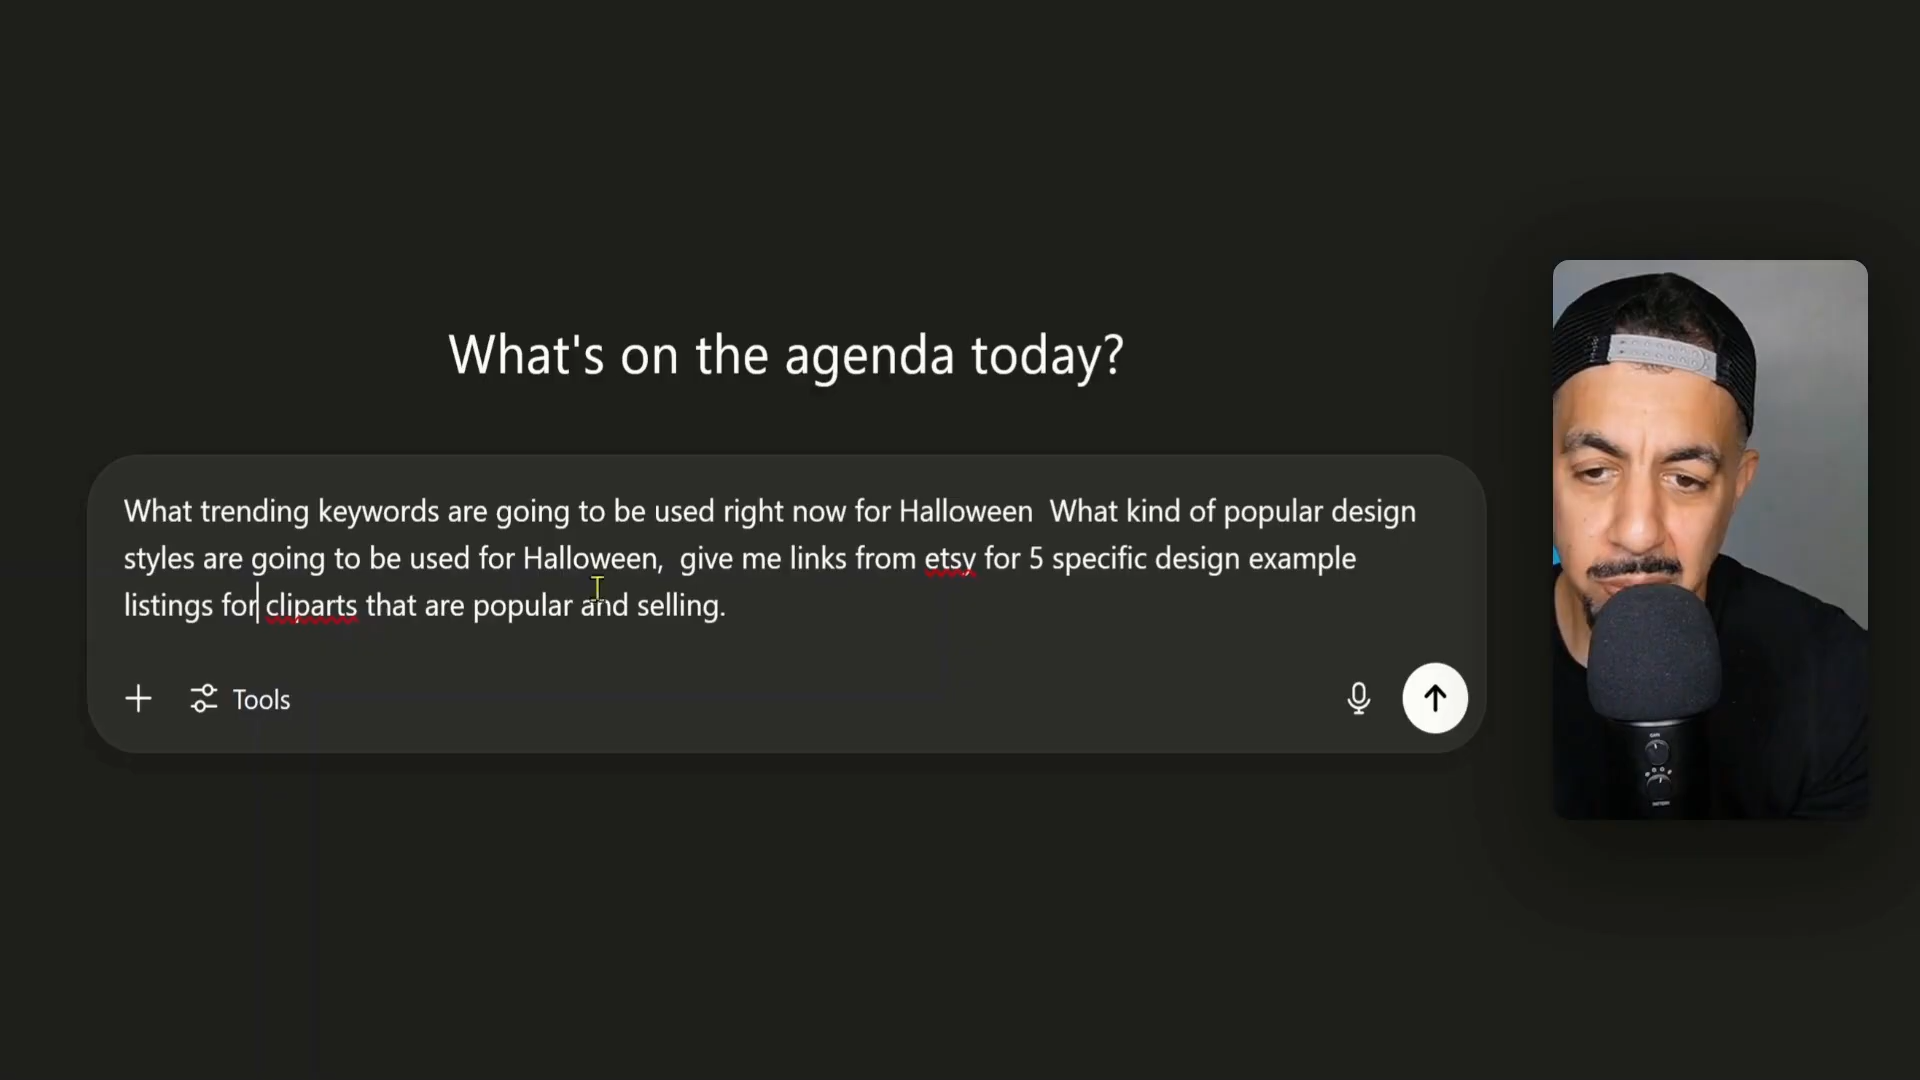 What's on the agenda today?
What trending keywords are going to be used right now for Halloween  What kind of popular design
styles are going to be used for Halloween,  give me links from etsy for 5 specific design example
listings for cliparts that are popular and selling.
Tools